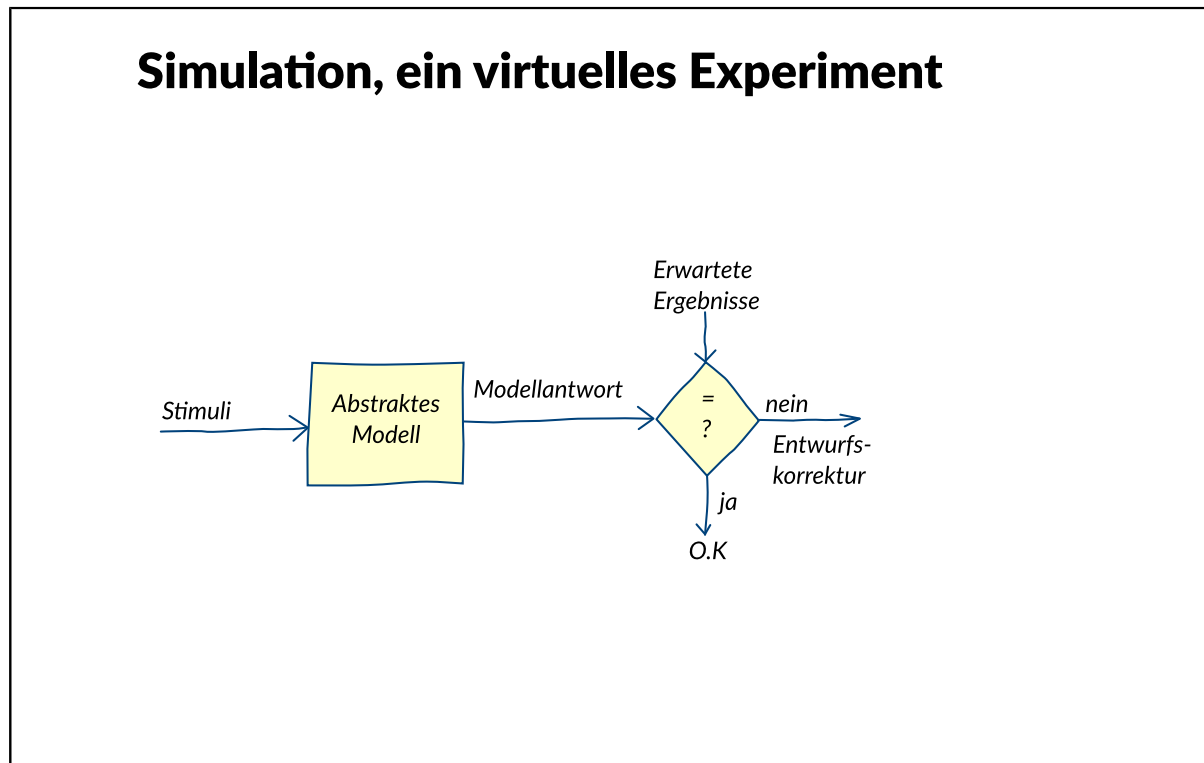 Simulation, ein virtuelles Experiment
Erwartete
Ergebnisse
Stimuli
Abstraktes
Modell
Modellantwort
=
?
nein
Entwurfs-
korrektur
ja
O.K